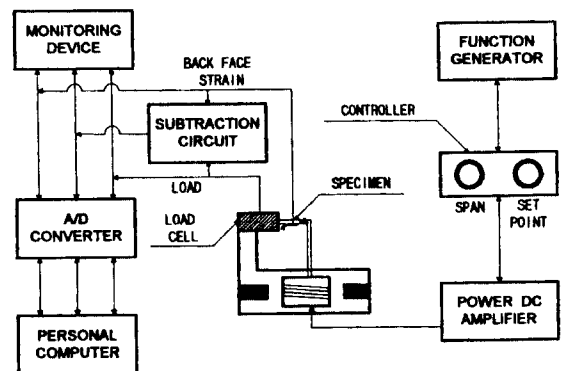 MONITORING
DEVICE
BACK FACE
STRAIN
FUNCTION
GENERATOR
SUBTRACTION
CIRCUIT
CONTROLLER
LOAD
SPECIMEN
SPAN
SET
POINT
A/D
CONVERTER
LOAD
CELL
PERSONAL
COMPUTER
POWER DC
AMPLIFIER